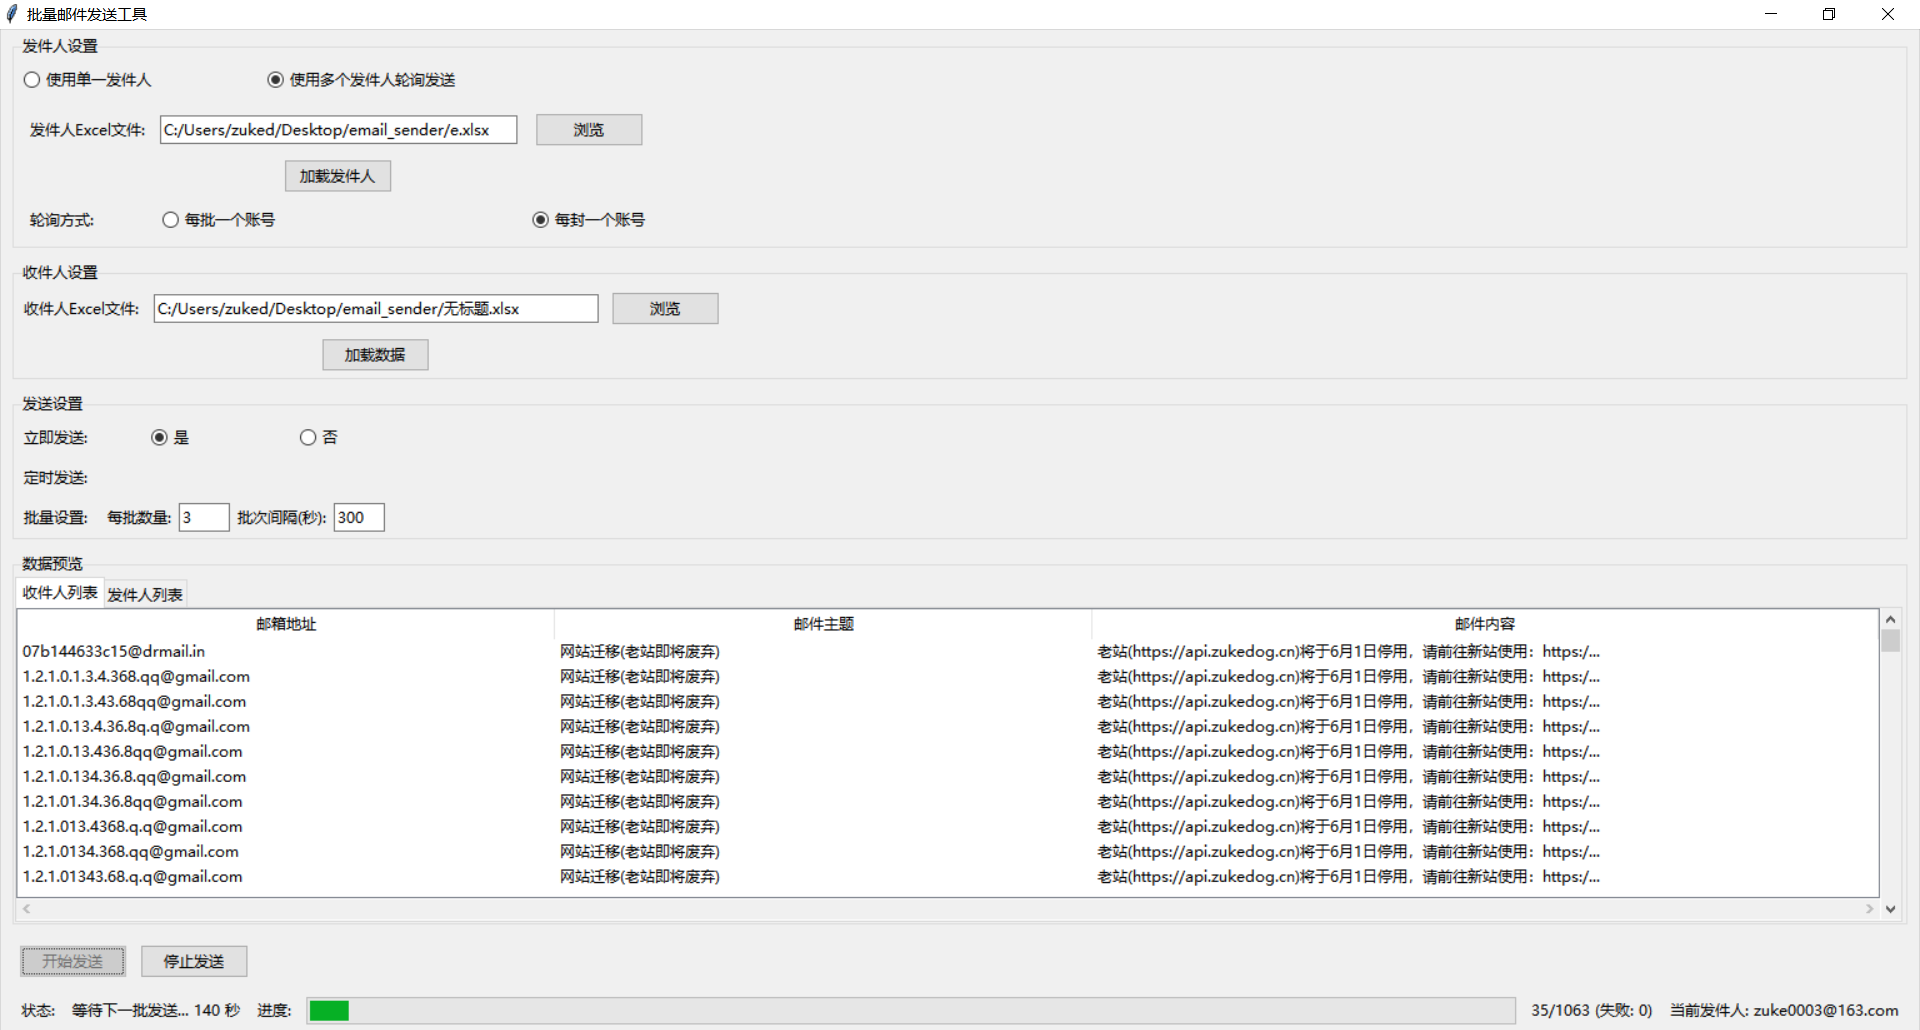 批量邮件发送工具
发件人设置
使用单一发件人 使用多个发件人轮询发送
发件人Excel文件: C:/Users/zuked/Desktop/email_sender/e.xlsx 浏览
加载发件人
轮询方式: 每批一个账号 每封一个账号
收件人设置
收件人Excel文件: C:/Users/zuked/Desktop/email_sender/无标题.xlsx 浏览
加载数据
发送设置
立即发送: 是 否
定时发送:
批量设置: 每批数量: 3 批次间隔(秒): 300
数据预览
收件人列表 发件人列表
邮箱地址 邮件主题 邮件内容
07b144633c15@drmail.in 网站迁移(老站即将废弃) 老站(https://api.zukedog.cn)将于6月1日停用，请前往新站使用：https:/...
1.2.1.0.1.3.4.368.qq@gmail.com 网站迁移(老站即将废弃) 老站(https://api.zukedog.cn)将于6月1日停用，请前往新站使用：https:/...
1.2.1.0.1.3.43.68qq@gmail.com 网站迁移(老站即将废弃) 老站(https://api.zukedog.cn)将于6月1日停用，请前往新站使用：https:/...
1.2.1.0.13.4.36.8q.q@gmail.com 网站迁移(老站即将废弃) 老站(https://api.zukedog.cn)将于6月1日停用，请前往新站使用：https:/...
1.2.1.0.13.436.8qq@gmail.com 网站迁移(老站即将废弃) 老站(https://api.zukedog.cn)将于6月1日停用，请前往新站使用：https:/...
1.2.1.0.134.36.8.qq@gmail.com 网站迁移(老站即将废弃) 老站(https://api.zukedog.cn)将于6月1日停用，请前往新站使用：https:/...
1.2.1.01.34.36.8qq@gmail.com 网站迁移(老站即将废弃) 老站(https://api.zukedog.cn)将于6月1日停用，请前往新站使用：https:/...
1.2.1.013.4368.q.q@gmail.com 网站迁移(老站即将废弃) 老站(https://api.zukedog.cn)将于6月1日停用，请前往新站使用：https:/...
1.2.1.0134.368.qq@gmail.com 网站迁移(老站即将废弃) 老站(https://api.zukedog.cn)将于6月1日停用，请前往新站使用：https:/...
1.2.1.01343.68.q.q@gmail.com 网站迁移(老站即将废弃) 老站(https://api.zukedog.cn)将于6月1日停用，请前往新站使用：https:/...
开始发送 停止发送
状态: 等待下一批发送... 140 秒 进度: 35/1063 (失败: 0) 当前发件人: zuke0003@163.com